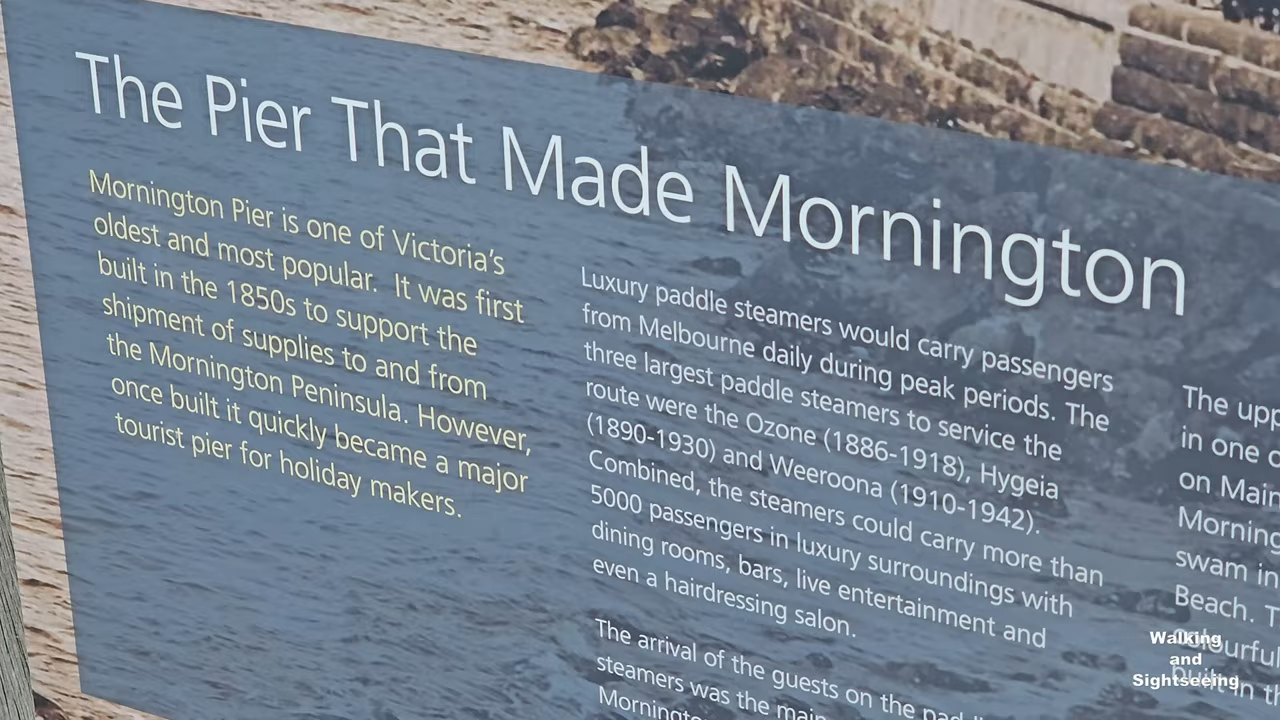 The Pier That Made Mornington
Mornington Pier is one of Victoria's
oldest and most popular. It was first
built in the 1850s to support the
shipment of supplies to and from
the Mornington Peninsula. However,
once built it quickly became a major
tourist pier for holiday makers.
Luxury paddle steamers would carry passengers
from Melbourne daily during peak periods. The
three largest paddle steamers to service the
route were the Ozone (1886-1918), Hygeia
(1890-1930) and Weeroona (1910-1942).
Combined, the steamers could carry more than
5000 passengers in luxury surroundings with
dining rooms, bars, live entertainment and
even a hairdressing salon.
The arrival of the guests on the
steamers was the main
The
in one
on
swam in
Beach.
in
Walking
and
Sightseeing